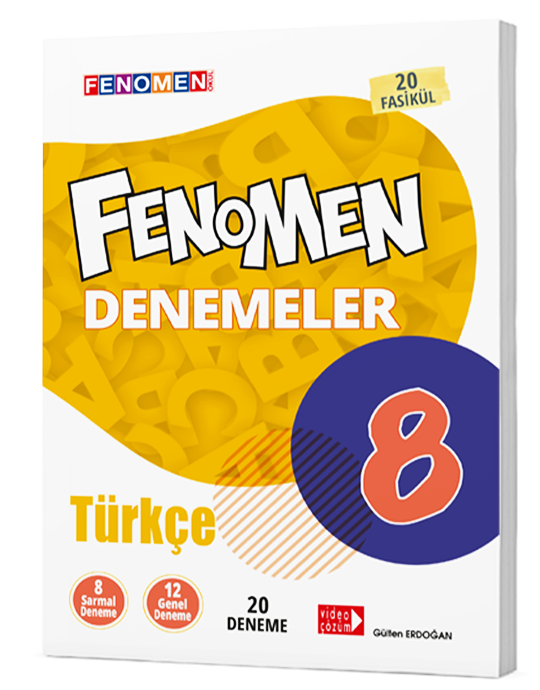 FENOMEN OKUL
20
FASİKÜL
FENOMEN
DENEMELER
8
Türkçe
8
Sarmal
Deneme
12
Genel
Deneme
20
DENEME
video
çözüm
Gülten ERDOĞAN